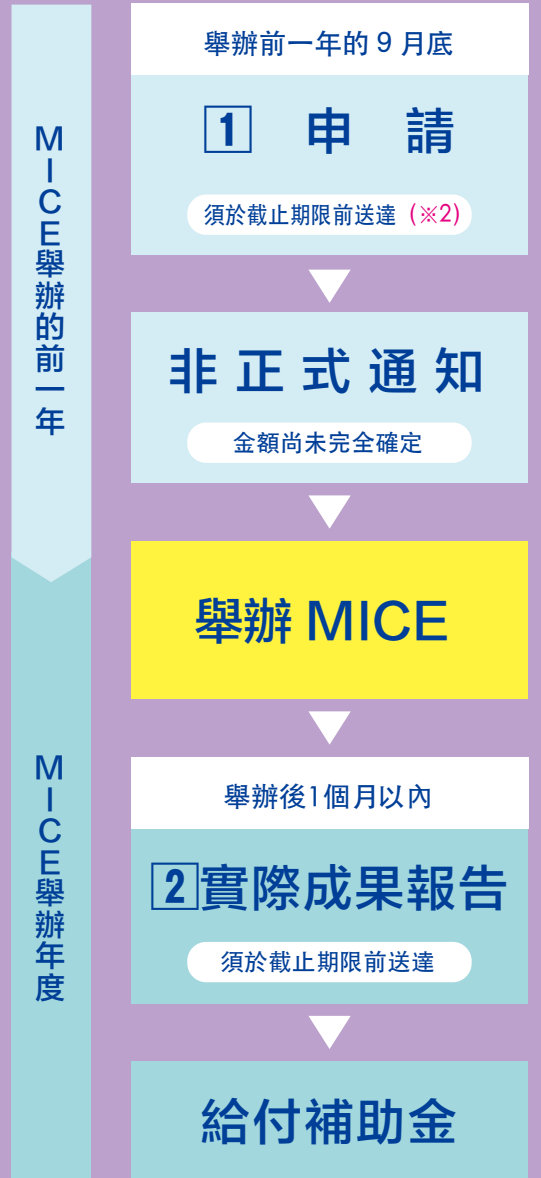 MICE舉辦的前一年
舉辦前一年的 9 月底
1 申 請
須於截止期限前送達 (※2)
非正式通知
金額尚未完全確定
舉辦 MICE
MICE舉辦年度
舉辦後1個月以內
2實際成果報告
須於截止期限前送達
給付補助金